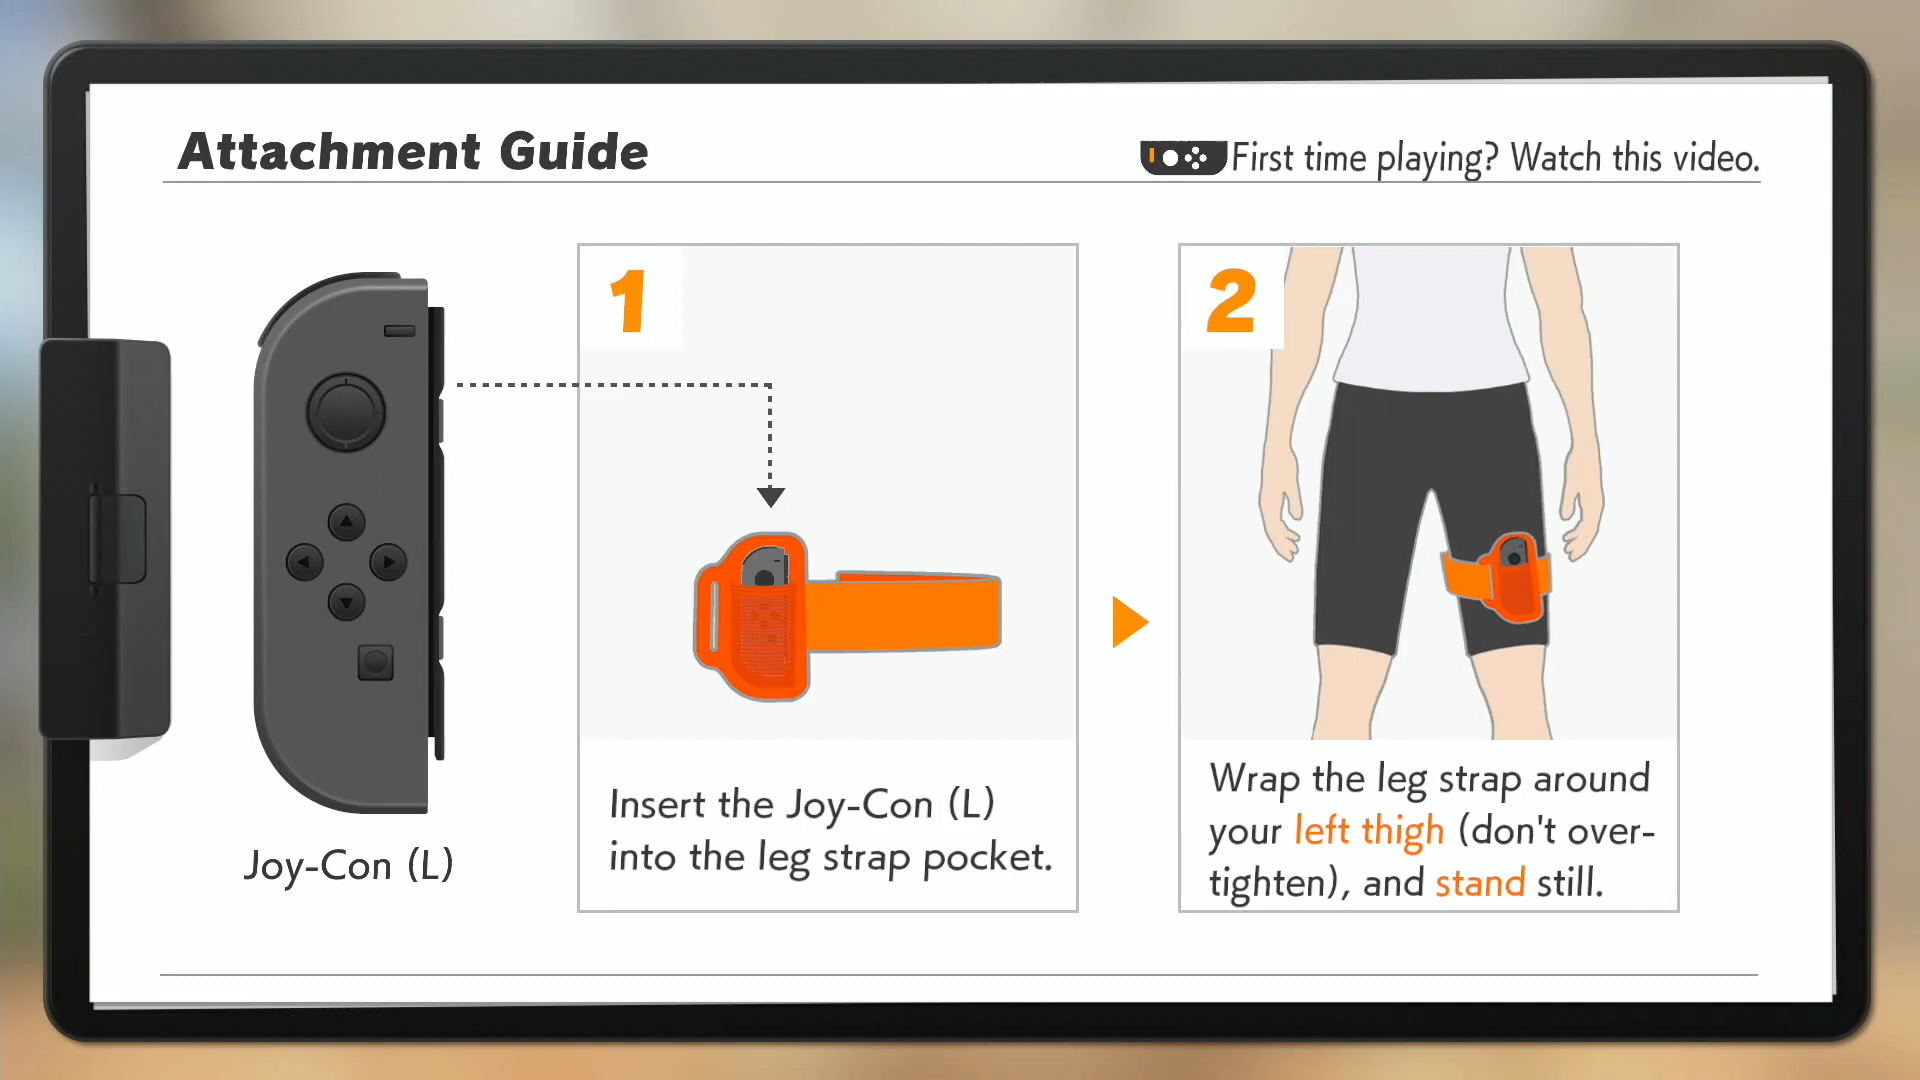 Attachment Guide
First time playing? Watch this video.
1
2
Insert the Joy-Con (L)
into the leg strap pocket.
Wrap the leg strap around
your left thigh (don't over-
tighten), and stand still.
Joy-Con (L)